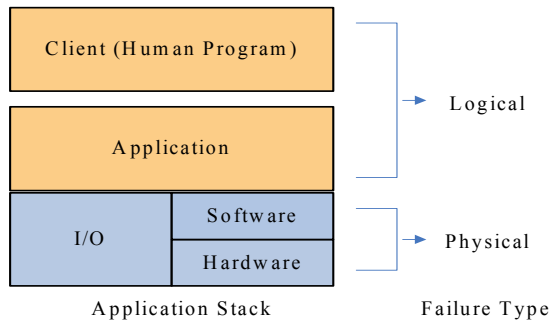 Client (Human Program)
Logical
Application
Software
I/O
Hardware
Physical
Application Stack
Failure Type